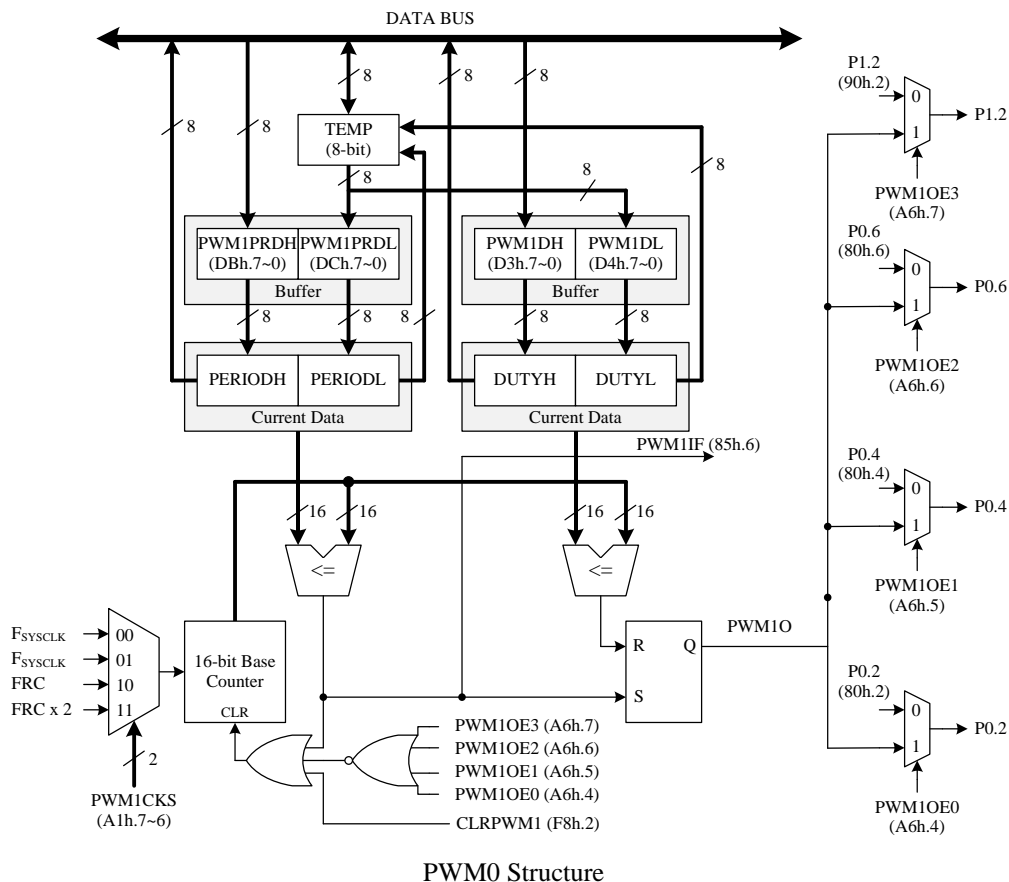 DATA BUS
8
8
8
8
8
TEMP
(8-bit)
8
8
8
PWM1PRDH
(DBh.7~0)
PWM1PRDL
(DCh.7~0)
Buffer
PWM1DH
(D3h.7~0)
PWM1DL
(D4h.7~0)
Buffer
8
8
8
8
8
PERIODH
PERIODL
Current Data
DUTYH
DUTYL
Current Data
PWM1IF (85h.6)
16
16
16
16
<=
<=
FSYSCLK
FSYSCLK
FRC
FRC x 2
00
01
10
11
2
PWM1CKS
(A1h.7~6)
16-bit Base
Counter
CLR
R
S
Q
PWM1O
PWM1OE3 (A6h.7)
PWM1OE2 (A6h.6)
PWM1OE1 (A6h.5)
PWM1OE0 (A6h.4)
CLRPWM1 (F8h.2)
P1.2
(90h.2)
0
1
P1.2
PWM1OE3
(A6h.7)
P0.6
(80h.6)
0
1
P0.6
PWM1OE2
(A6h.6)
P0.4
(80h.4)
0
1
P0.4
PWM1OE1
(A6h.5)
P0.2
(80h.2)
0
1
P0.2
PWM1OE0
(A6h.4)
PWM0 Structure